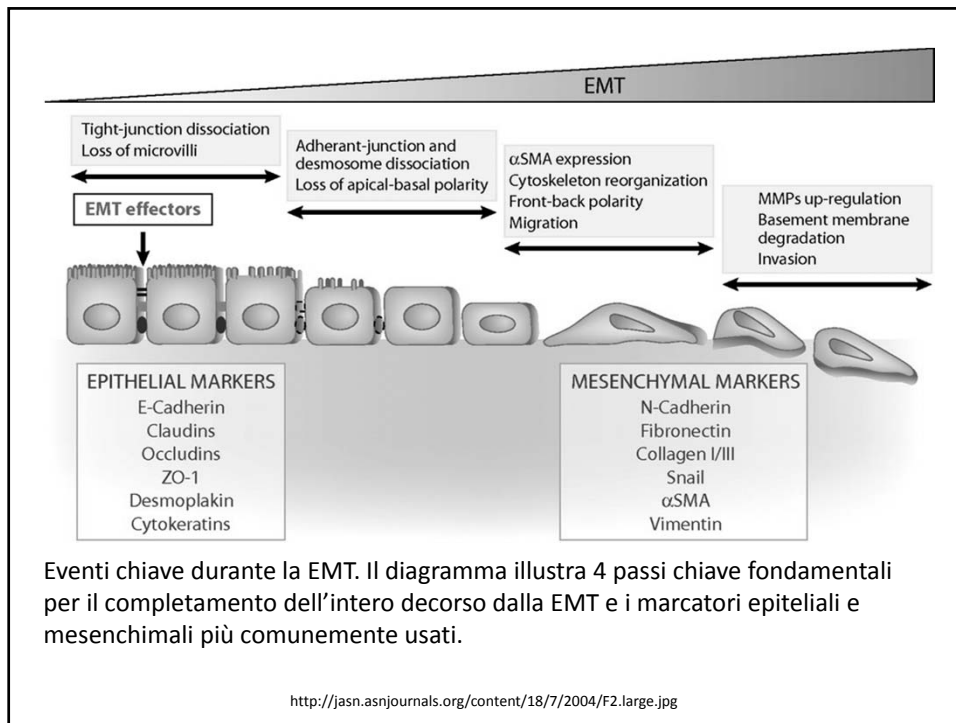 EMT
Tight-junction dissociation
Loss of microvilli
EMT effectors
Adherant-junction and
desmosome dissociation
Loss of apical-basal polarity
αSMA expression
Cytoskeleton reorganization
Front-back polarity
Migration
MMPs up-regulation
Basement membrane
degradation
Invasion
EPITHELIAL MARKERS
E-Cadherin
Claudins
Occludins
ZO-1
Desmoplakin
Cytokeratins
MESENCHYMAL MARKERS
N-Cadherin
Fibronectin
Collagen I/III
Snail
αSMA
Vimentin
Eventi chiave durante la EMT. Il diagramma illustra 4 passi chiave fondamentali
per il completamento dell’intero decorso dalla EMT e i marcatori epiteliali e
mesenchimali più comunemente usati.
http://jasn.asnjournals.org/content/18/7/2004/F2.large.jpg